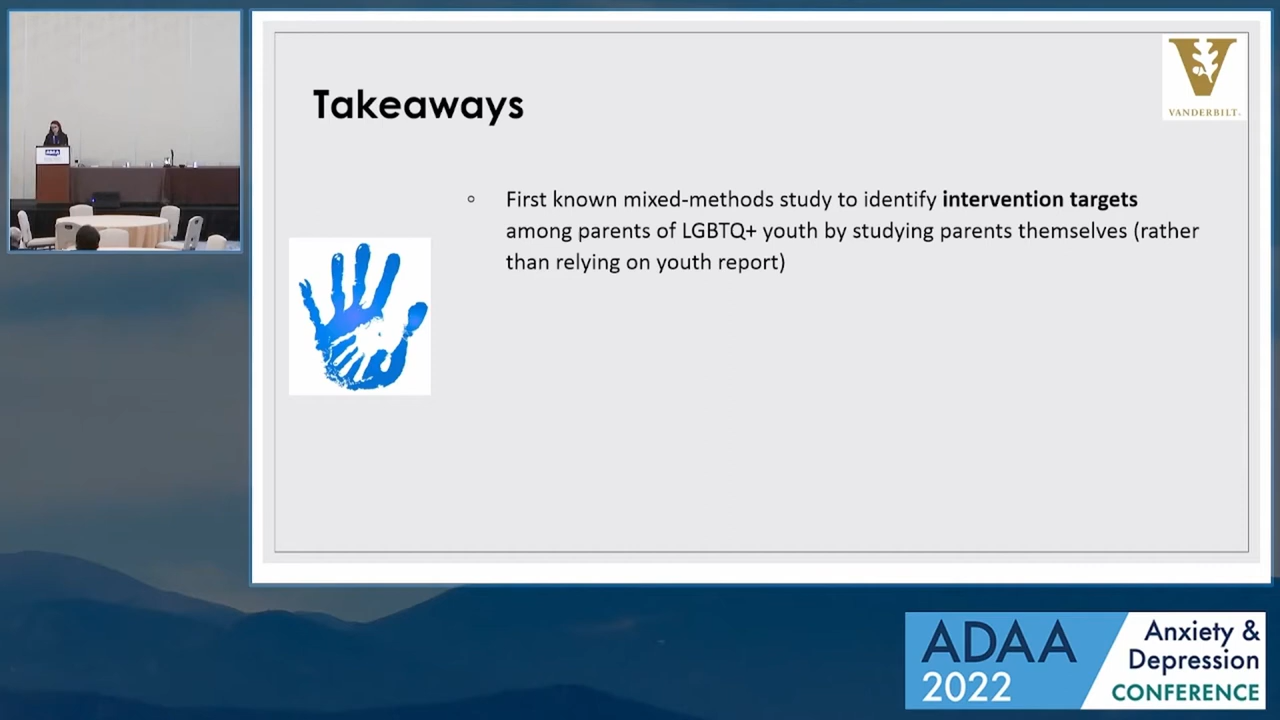 Takeaways
VANDERBILT
First known mixed-methods study to identify intervention targets
among parents of LGBTQ+ youth by studying parents themselves (rather
than relying on youth report)
ADAA
2022
Anxiety &
Depression
CONFERENCE